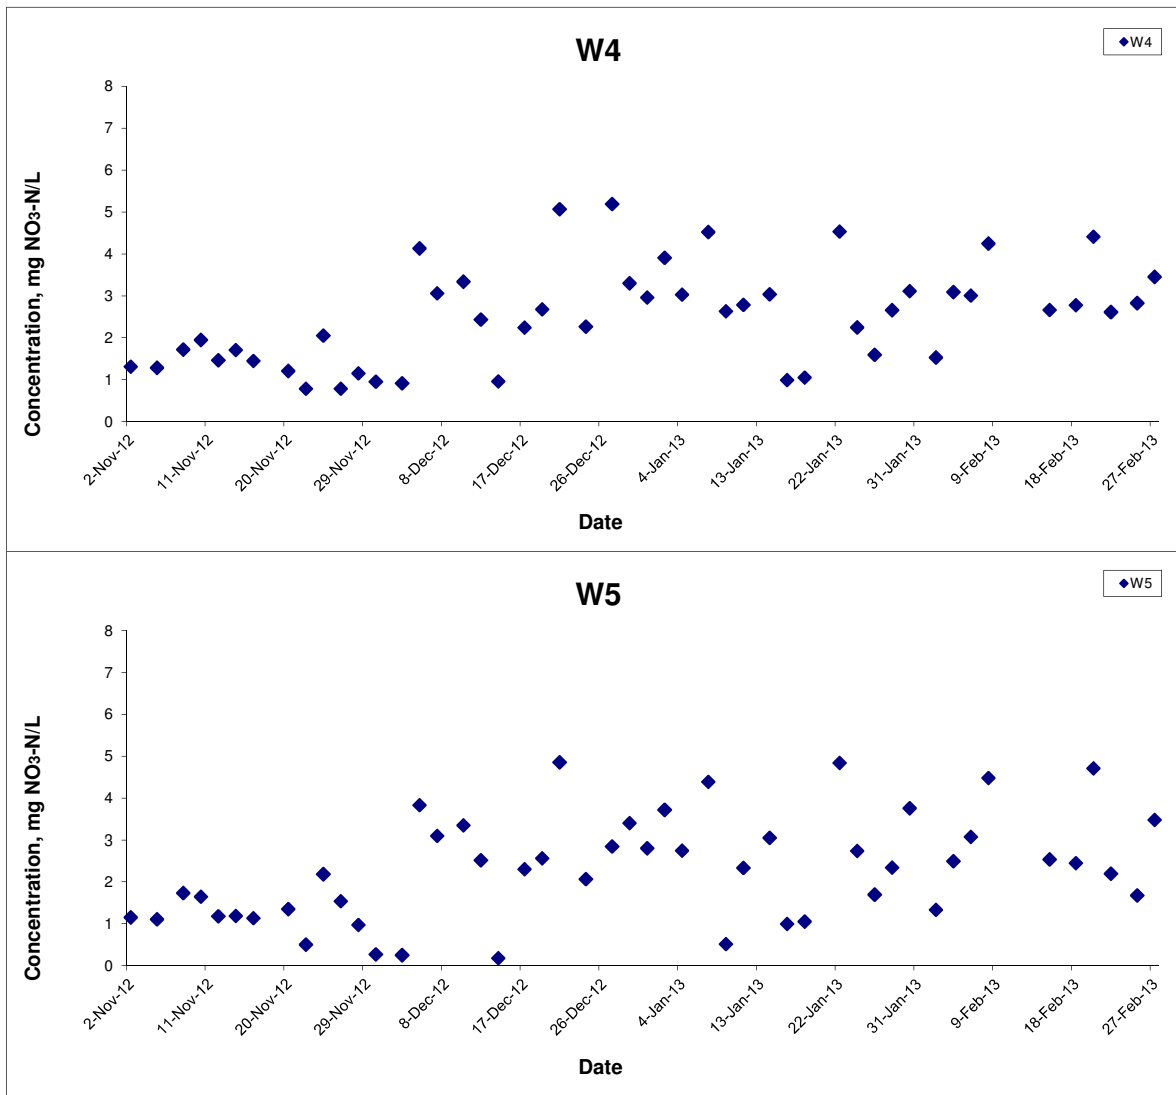 W4
W4
8
7
6
5
4
3
2
1
0
Concentration, mg NO3-N/L
2-Nov-12
11-Nov-12
20-Nov-12
29-Nov-12
8-Dec-12
17-Dec-12
26-Dec-12
4-Jan-13
13-Jan-13
22-Jan-13
31-Jan-13
9-Feb-13
18-Feb-13
27-Feb-13
Date
W5
W5
8
7
6
5
4
3
2
1
0
Concentration, mg NO3-N/L
2-Nov-12
11-Nov-12
20-Nov-12
29-Nov-12
8-Dec-12
17-Dec-12
26-Dec-12
4-Jan-13
13-Jan-13
22-Jan-13
31-Jan-13
9-Feb-13
18-Feb-13
27-Feb-13
Date